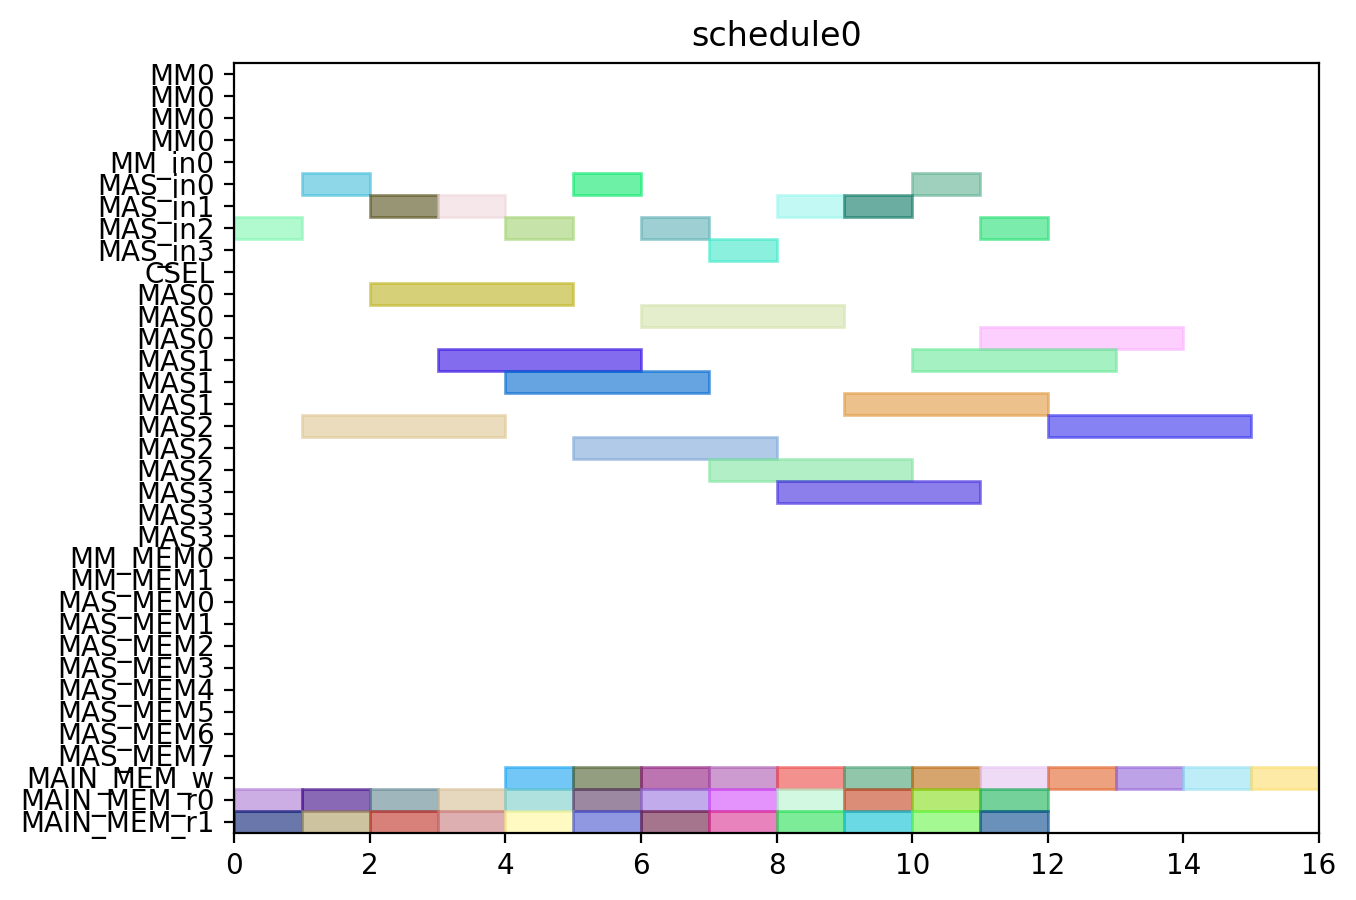 schedule0
MM0
MM0
MM0
MM0
MM_in0
MAS_in0
MAS_in1
MAS_in2
MAS_in3
CSEL
MAS0
MAS0
MAS0
MAS1
MAS1
MAS1
MAS2
MAS2
MAS2
MAS3
MAS3
MAS3
MM_MEM0
MM_MEM1
MAS_MEM0
MAS_MEM1
MAS_MEM2
MAS_MEM3
MAS_MEM4
MAS_MEM5
MAS_MEM6
MAS_MEM7
MAIN_MEM_w
MAIN_MEM_r0
MAIN_MEM_r1
0 2 4 6 8 10 12 14 16